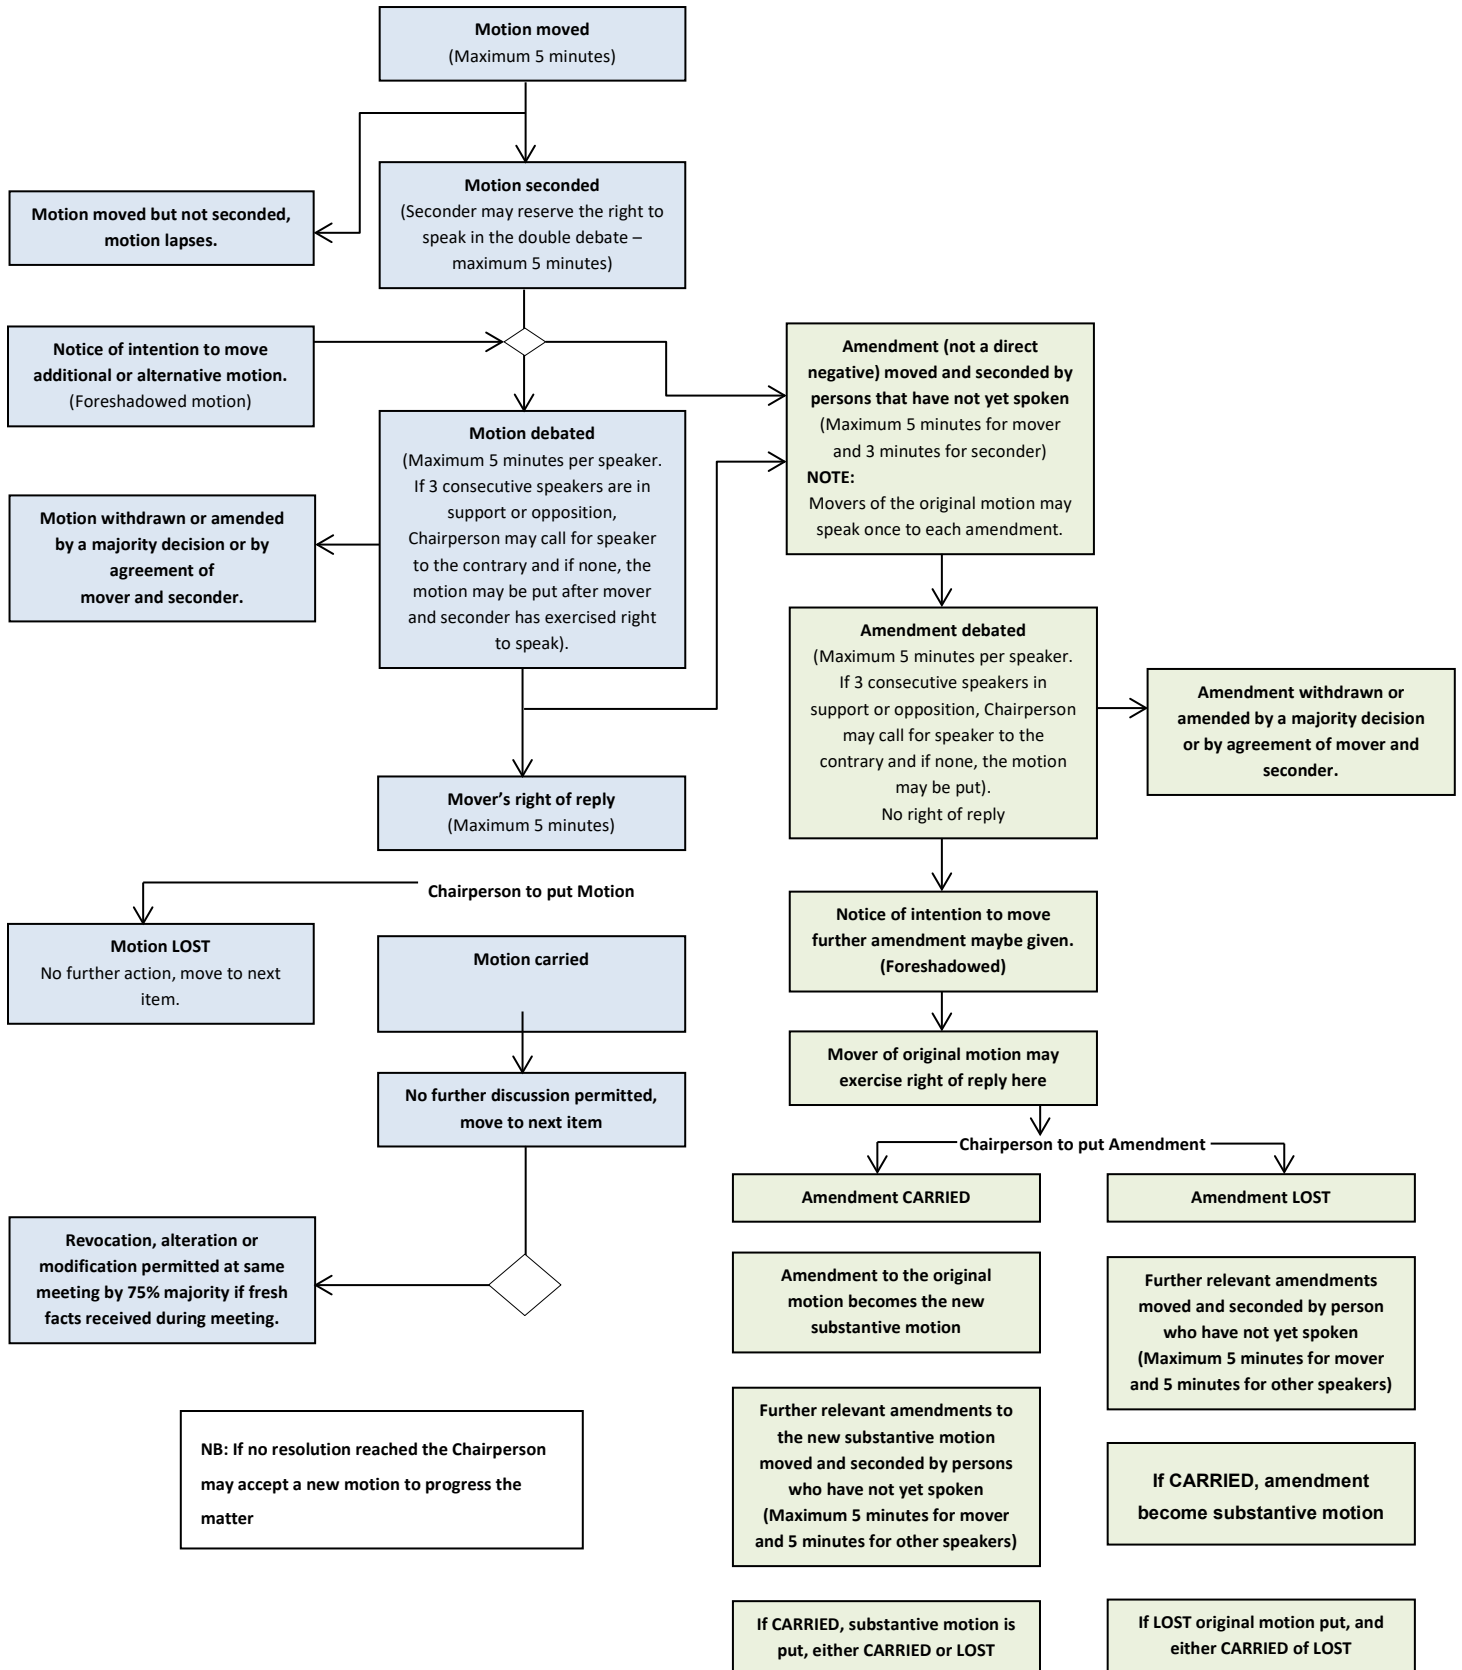 Motion moved
(Maximum 5 minutes)
Motion seconded
(Seconder may reserve the right to
speak in the double debate –
maximum 5 minutes)
Motion moved but not seconded,
motion lapses.
Notice of intention to move
additional or alternative motion.
(Foreshadowed motion)
Motion debated
(Maximum 5 minutes per speaker.
If 3 consecutive speakers are in
support or opposition,
Chairperson may call for speaker
to the contrary and if none, the
motion may be put after mover
and seconder has exercised right
to speak).
Motion withdrawn or amended
by a majority decision or by
agreement of
mover and seconder.
Mover’s right of reply
(Maximum 5 minutes)
Chairperson to put Motion
Motion LOST
No further action, move to next
item.
Motion carried
No further discussion permitted,
move to next item
Revocation, alteration or
modification permitted at same
meeting by 75% majority if fresh
facts received during meeting.
NB: If no resolution reached the Chairperson
may accept a new motion to progress the
matter
Amendment (not a direct
negative) moved and seconded by
persons that have not yet spoken
(Maximum 5 minutes for mover
and 3 minutes for seconder)
NOTE:
Movers of the original motion may
speak once to each amendment.
Amendment debated
(Maximum 5 minutes per speaker.
If 3 consecutive speakers in
support or opposition, Chairperson
may call for speaker to the
contrary and if none, the motion
may be put).
No right of reply
Amendment withdrawn or
amended by a majority decision
or by agreement of mover and
seconder.
Notice of intention to move
further amendment maybe given.
(Foreshadowed)
Mover of original motion may
exercise right of reply here
Chairperson to put Amendment
Amendment CARRIED
Amendment to the original
motion becomes the new
substantive motion
Further relevant amendments to
the new substantive motion
moved and seconded by persons
who have not yet spoken
(Maximum 5 minutes for mover
and 5 minutes for other speakers)
If CARRIED, substantive motion is
put, either CARRIED or LOST
Amendment LOST
Further relevant amendments
moved and seconded by person
who have not yet spoken
(Maximum 5 minutes for mover
and 5 minutes for other speakers)
If CARRIED, amendment
become substantive motion
If LOST original motion put, and
either CARRIED of LOST